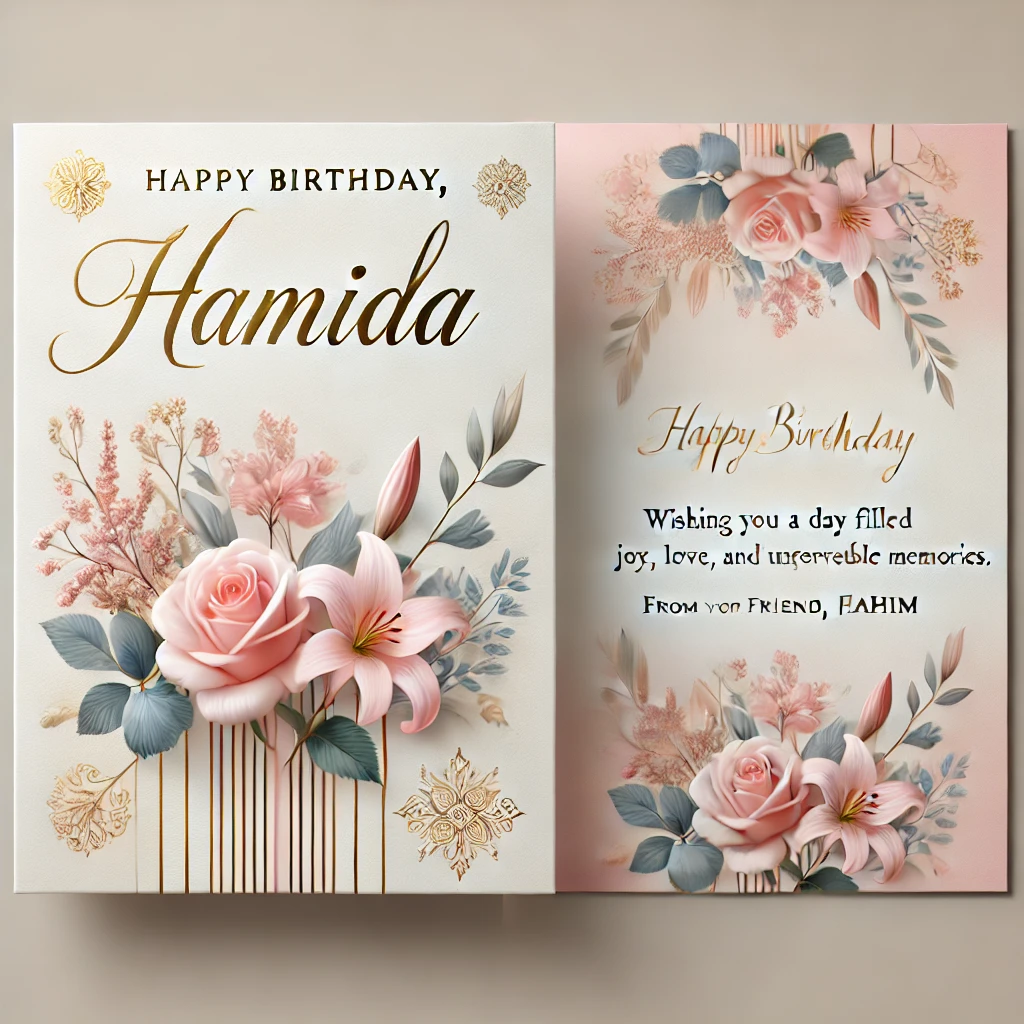 HAPPY BIRTHDAY,
Hamida
Happy Birthday
Wishing you a day filled
joy, love, and memories.
FROM FRIEND,